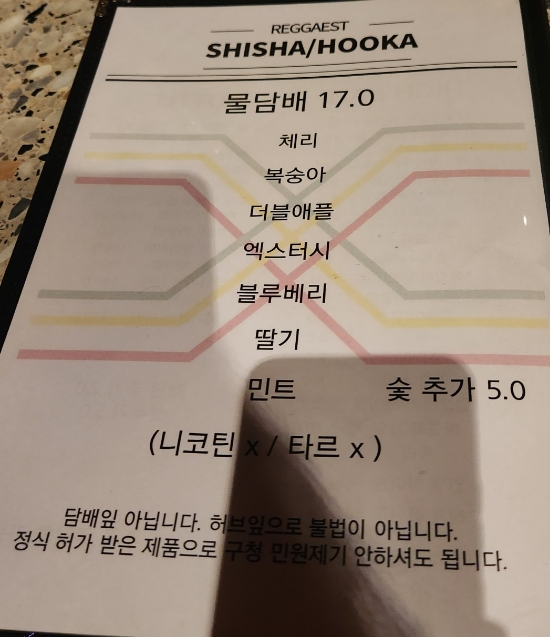 REGGAEST
SHISHA/HOOKA
물담배 17.0
체리
복숭아
더블애플
엑스터시
블루베리
딸기
민트 숯 추가 5.0
(니코틴 x / 타르 x )
담배잎 아닙니다. 허브잎으로 불법이 아닙니다.
정식 허가 받은 제품으로 구청 민원제기 안하셔도 됩니다.